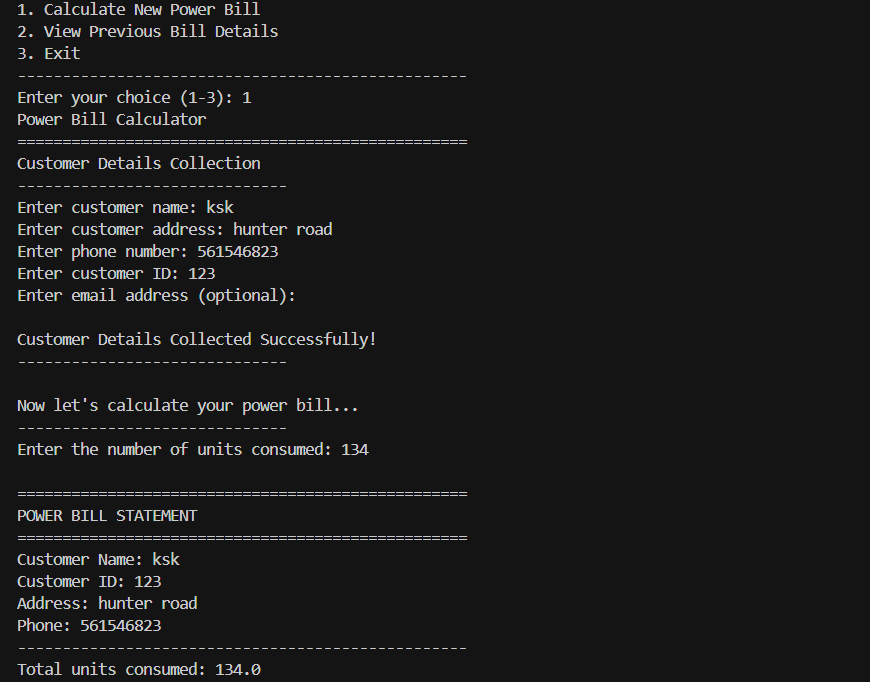 1. Calculate New Power Bill
2. View Previous Bill Details
3. Exit
--------------------------------------------------
Enter your choice (1-3): 1
Power Bill Calculator
==================================================
Customer Details Collection
------------------------------
Enter customer name: ksk
Enter customer address: hunter road
Enter phone number: 561546823
Enter customer ID: 123
Enter email address (optional):

Customer Details Collected Successfully!
------------------------------

Now let's calculate your power bill...
------------------------------
Enter the number of units consumed: 134

==================================================
POWER BILL STATEMENT
==================================================
Customer Name: ksk
Customer ID: 123
Address: hunter road
Phone: 561546823
--------------------------------------------------
Total units consumed: 134.0